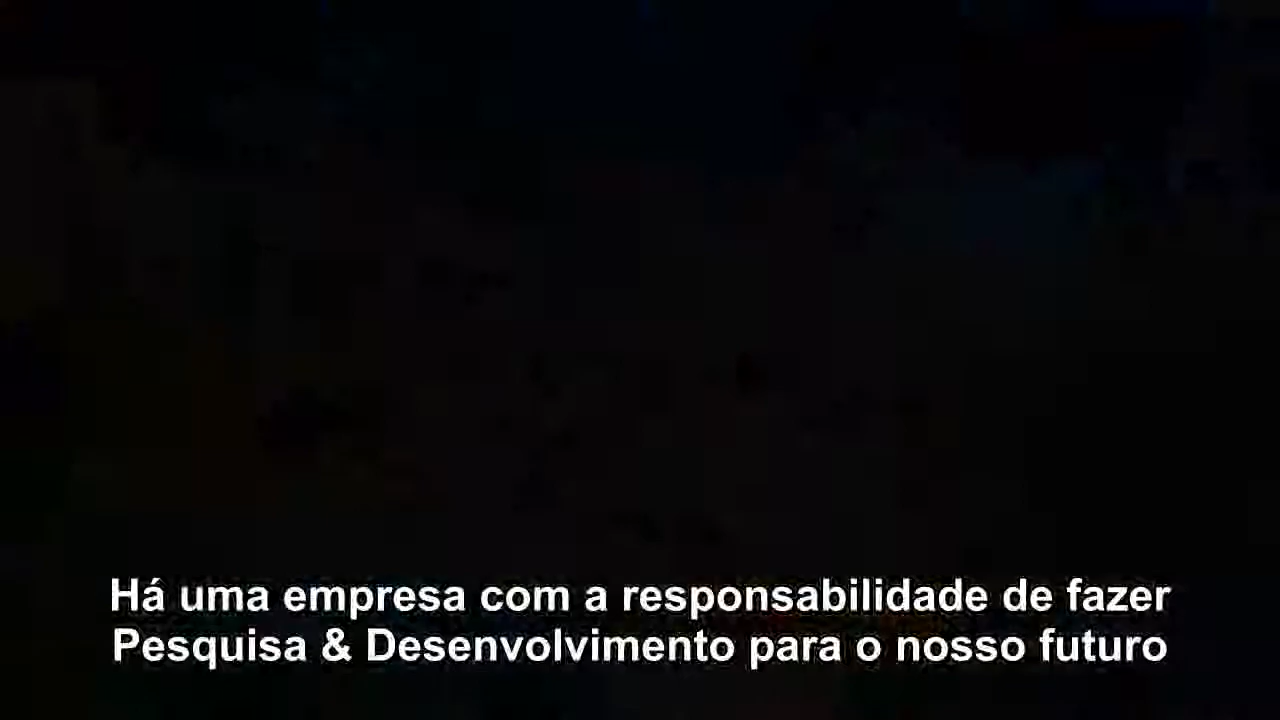 Há uma empresa com a responsabilidade de fazer
Pesquisa & Desenvolvimento para o nosso futuro